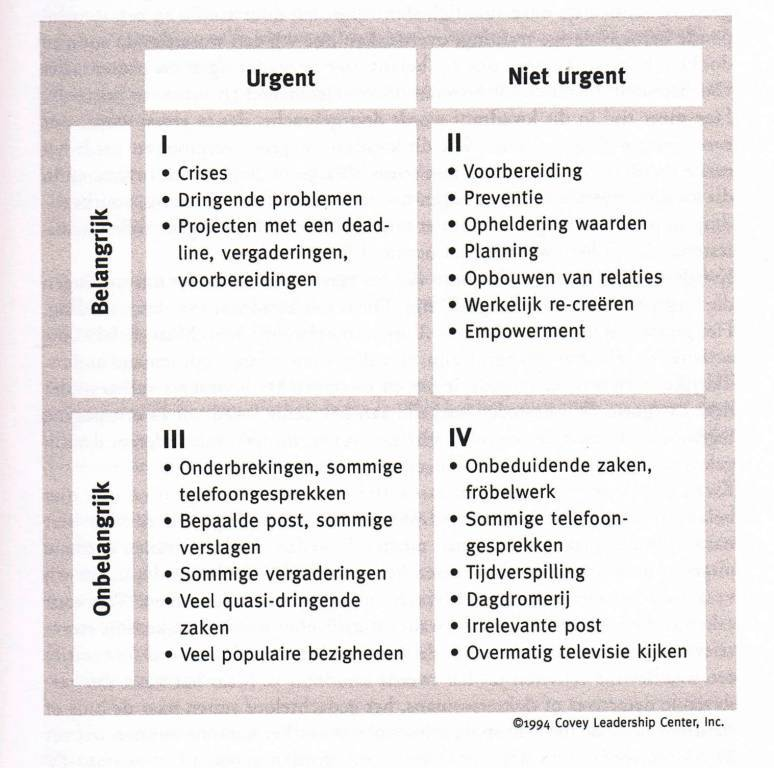 Urgent
Niet urgent
Belangrijk
I
• Crises
• Dringende problemen
• Projecten met een dead-
line, vergaderingen,
voorbereidingen
II
• Voorbereiding
• Preventie
• Opheldering waarden
• Planning
• Opbouwen van relaties
• Werkelijk re-creëren
• Empowerment
Onbelangrijk
III
• Onderbrekingen, sommige
telefoongesprekken
• Bepaalde post, sommige
verslagen
• Sommige vergaderingen
• Veel quasi-dringende
zaken
• Veel populaire bezigheden
IV
• Onbeduidende zaken,
fröbelwerk
• Sommige telefoon-
gesprekken
• Tijdverspilling
• Dagdromerij
• Irrelevante post
• Overmatig televisie kijken
©1994 Covey Leadership Center, Inc.